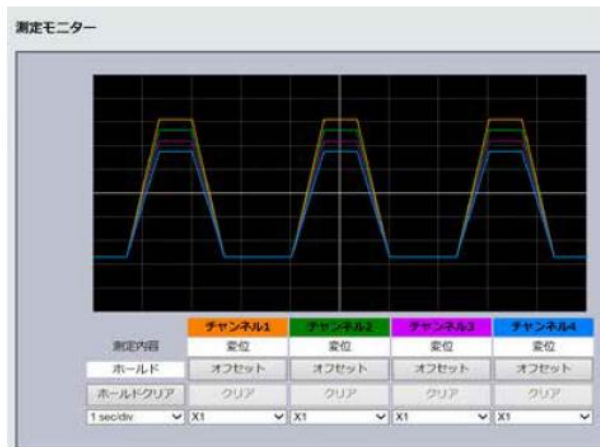 測定モニター
チャンネル1 チャンネル2 チャンネル3 チャンネル4
測定内容 変位 変位 変位 変位
ホールド オフセット オフセット オフセット オフセット
ホールドクリア クリア クリア クリア クリア
1 sec/div X1 X1 X1 X1